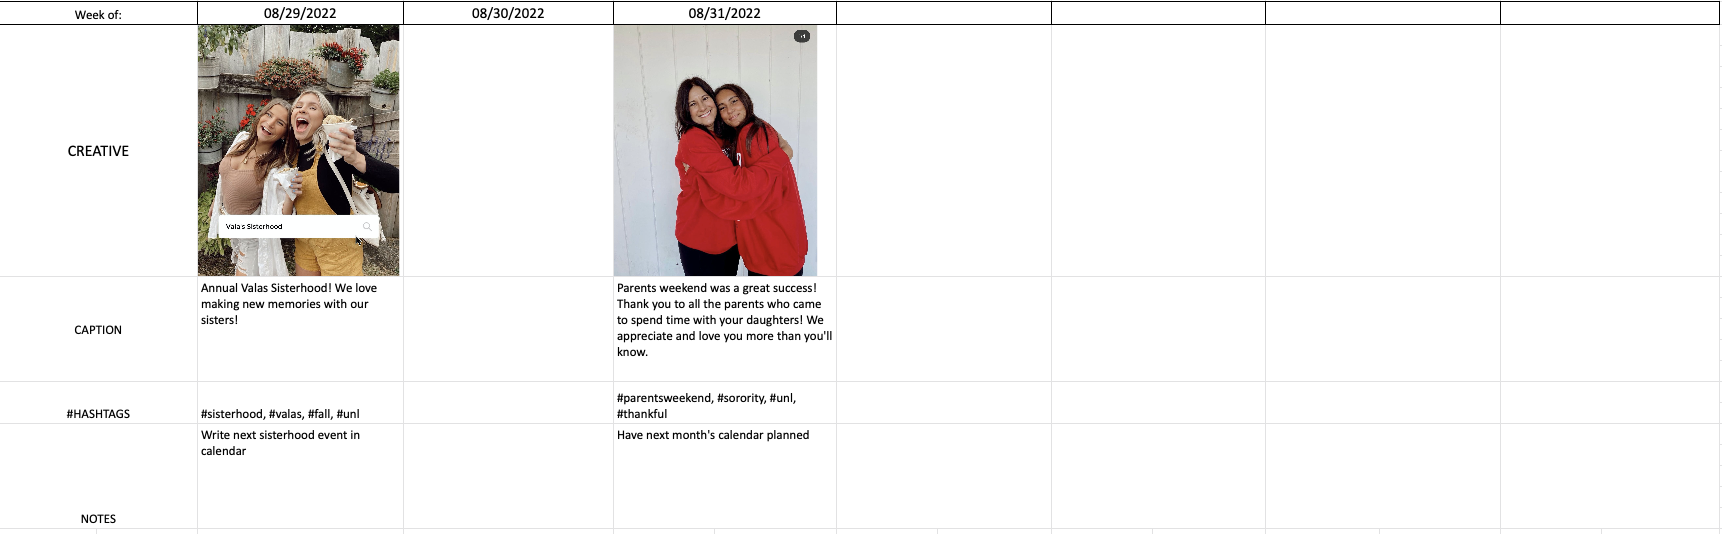 Week of: 08/29/2022 08/30/2022 08/31/2022
CREATIVE
Vala's Sisterhood
CAPTION
Annual Valas Sisterhood! We love
making new memories with our
sisters!
Parents weekend was a great success!
Thank you to all the parents who came
to spend time with your daughters! We
appreciate and love you more than you'll
know.
#HASHTAGS
#sisterhood, #valas, #fall, #unl
#parentsweekend, #sorority, #unl,
#thankful
NOTES
Write next sisterhood event in
calendar
Have next month's calendar planned